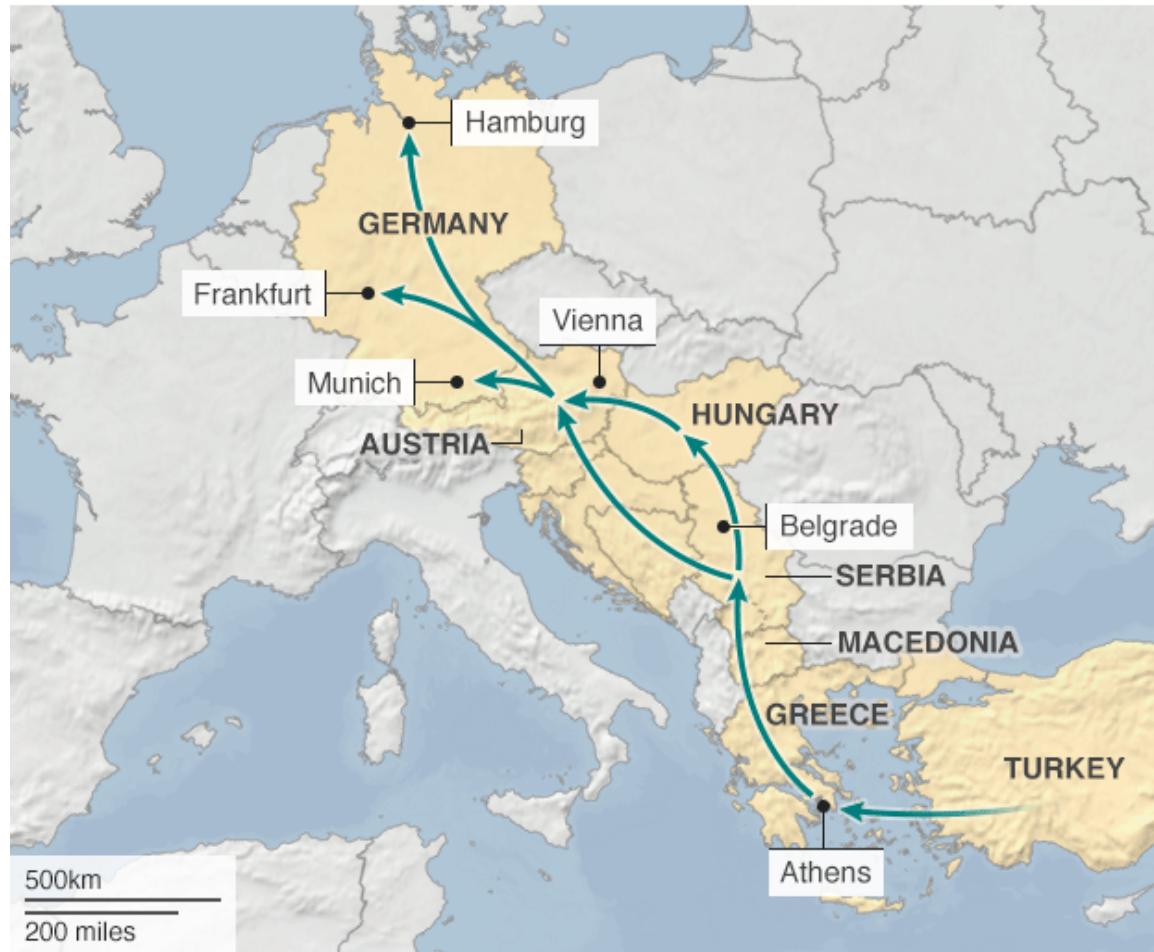 Hamburg
GERMANY
Frankfurt
Vienna
Munich
HUNGARY
AUSTRIA
Belgrade
SERBIA
MACEDONIA
GREECE
TURKEY
Athens
500km
200 miles